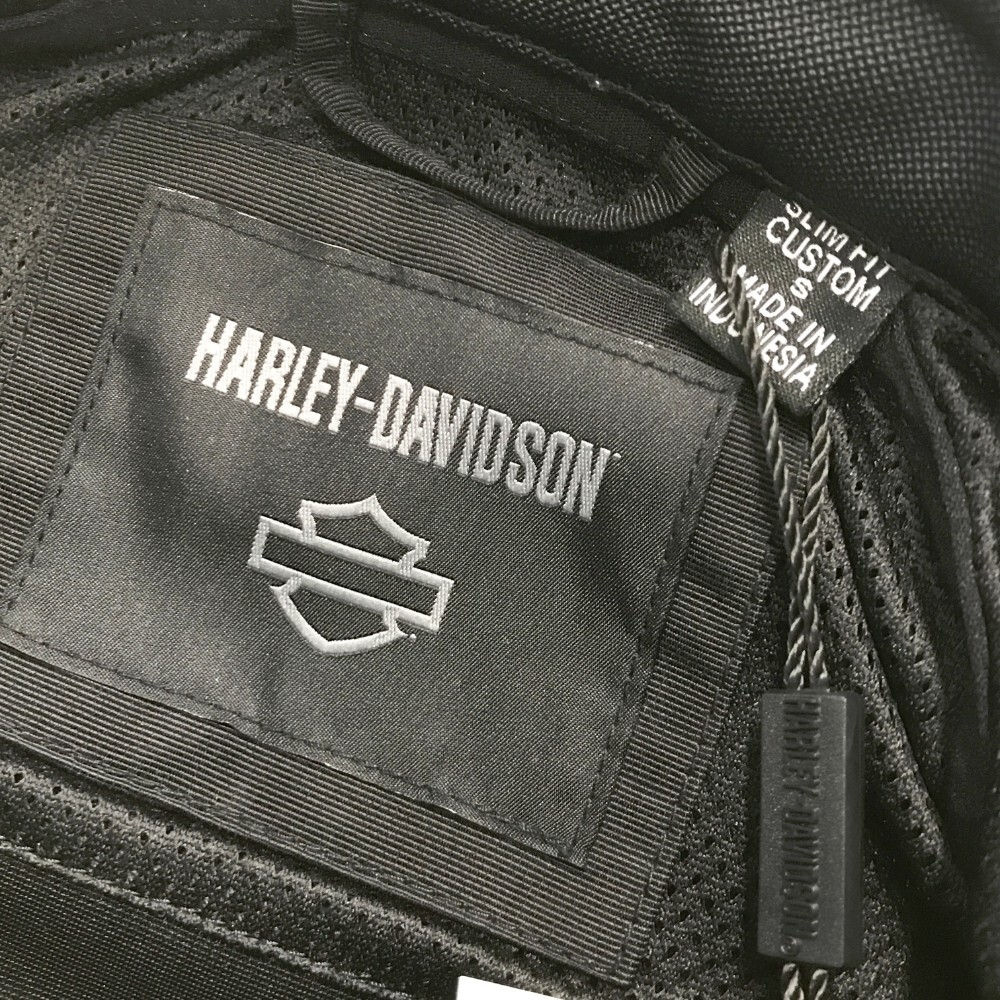 HARLEY-DAVIDSON
SLIM FIT
CUSTOM
S
MADE IN
INDONESIA
HARLEY-DAVIDSON